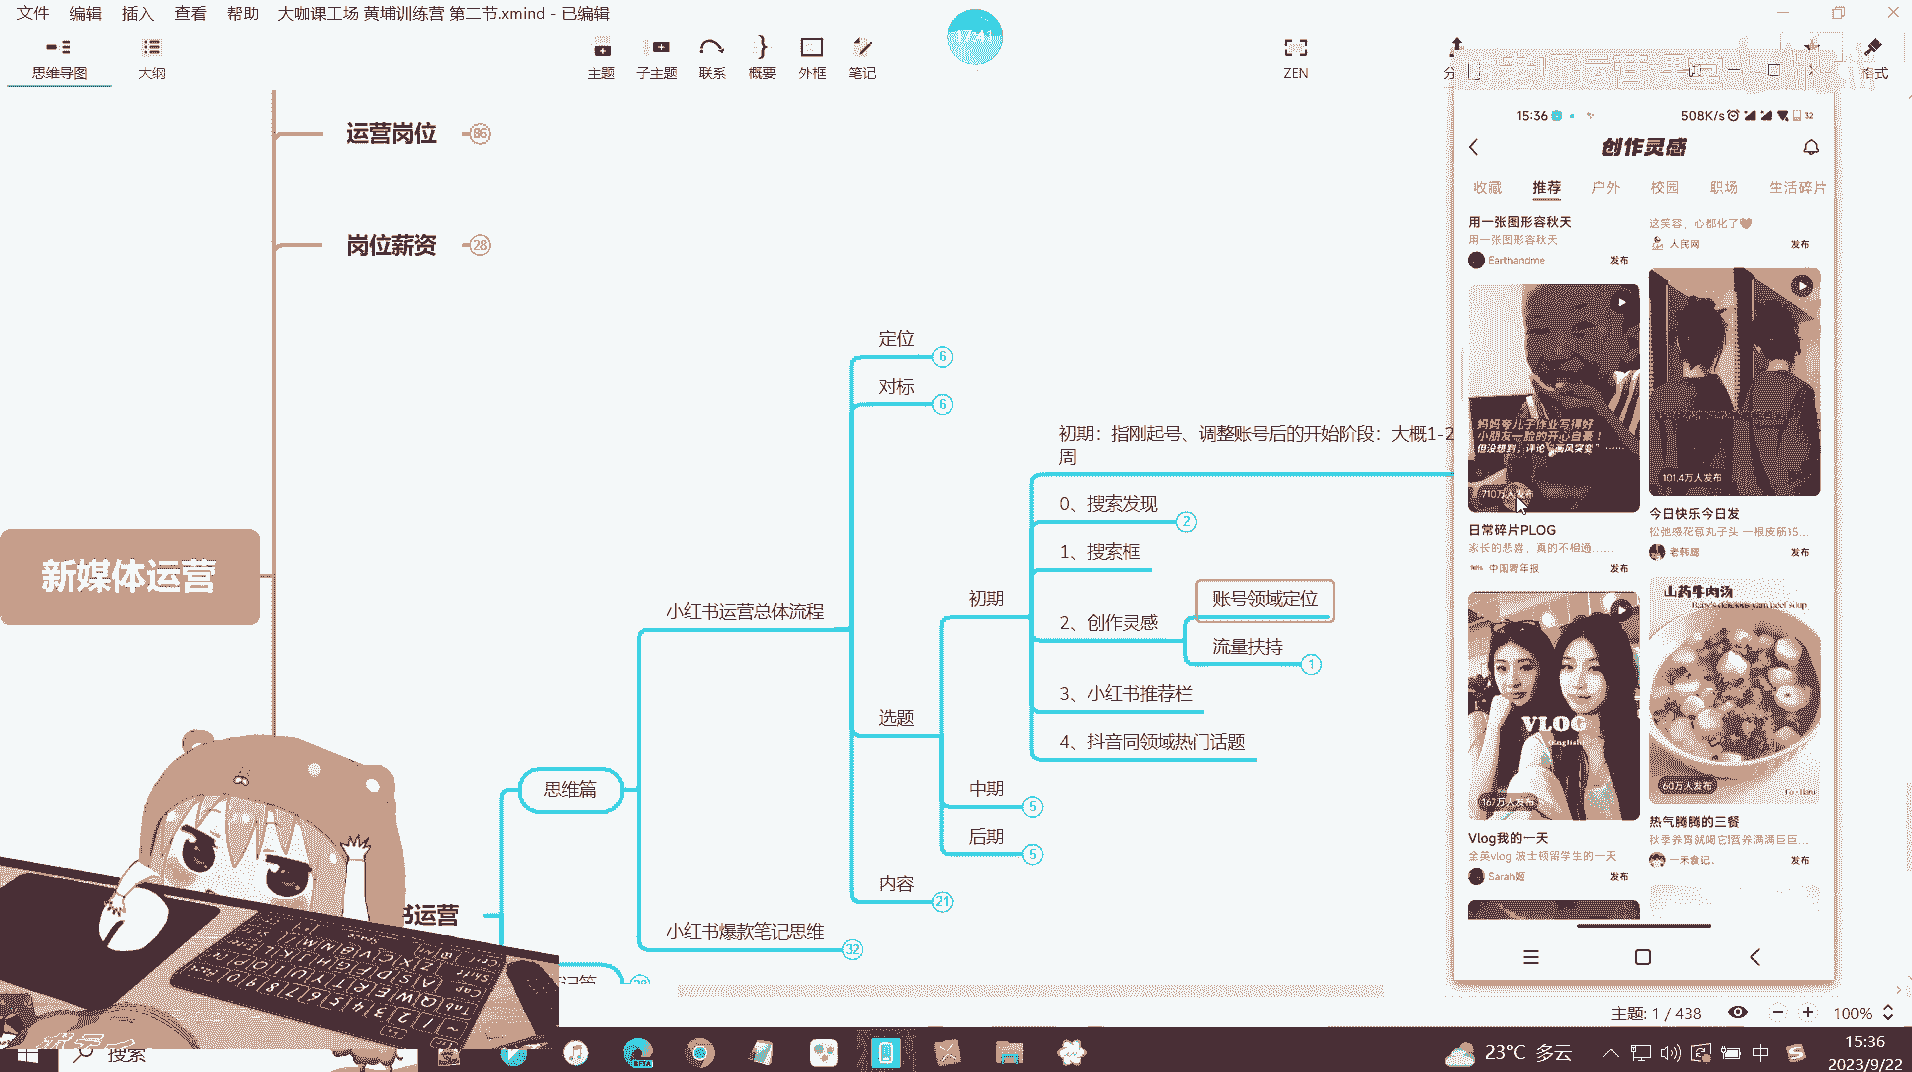 文件 编辑 插入 查看 帮助 大咖课工场 黄埔训练营 第二节.xmind - 已编辑
思维导图
大纲
主题
子主题
联系
概要
外框
笔记
17:41
ZEN
格式
运营岗位
86
岗位薪资
28
新媒体运营
定位
6
对标
6
初期：指刚起号、调整账号后的开始阶段：大概1-2
周
0、搜索发现
2
1、搜索框
初期
2、创作灵感
账号领域定位
流量扶持
1
小红书运营总体流程
3、小红书推荐栏
选题
4、抖音同领域热门话题
思维篇
中期
5
后期
5
内容
21
书运营
小红书爆款笔记思维
32
15:36
508K/s
32
创作灵感
收藏 推荐 户外 校园 职场 生活碎片
用一张图形容秋天
用一张图形容秋天
Earthandme
发布
这笑容，心都化了
人民网
发布
妈妈夸儿子作业写得好
小朋友一脸的开心自豪！
但没想到，评论“画风突变”……
710万人发布
日常碎片PLOG
家长的悲喜，真的不相通……
中国青年报
发布
101.4万人发布
今日快乐今日发
松弛感花苞丸子头 一根皮筋35...
发布
VLOG
(English)
167万人发布
Vlog我的一天
全英vlog 波士顿留学生的一天
Sarah姬
发布
山药牛肉汤
60万人发布
热气腾腾的三餐
一禾食记.
发布
主题: 1 / 438
100%
搜索
BETA
23°C 多云
中
15:36
2023/9/22